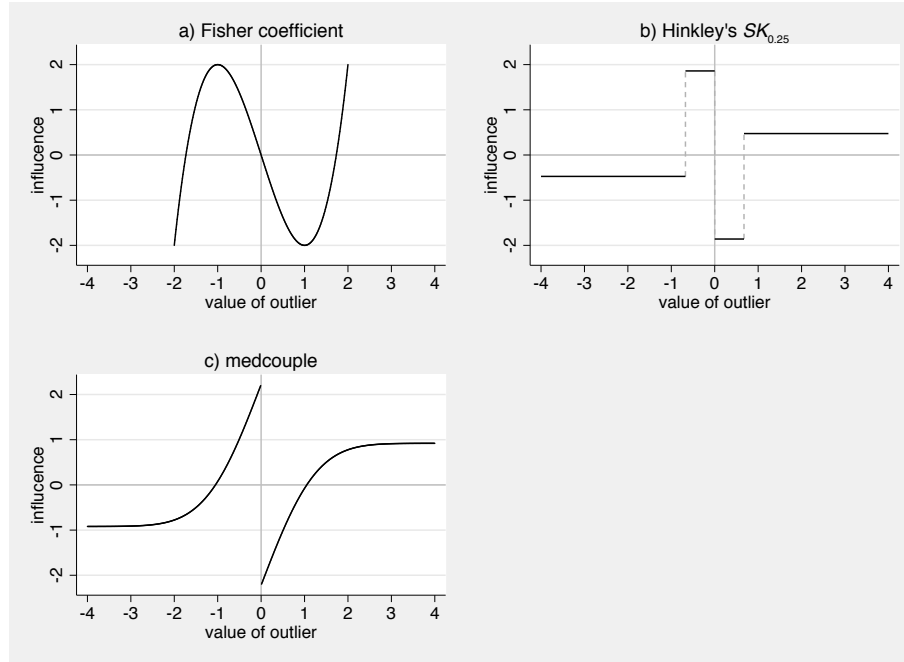 a) Fisher coefficient
influcence
2
1
0
-1
-2
-4 -3 -2 -1 0 1 2 3 4
value of outlier
b) Hinkley's SK0.25
influcence
2
1
0
-1
-2
-4 -3 -2 -1 0 1 2 3 4
value of outlier
c) medcouple
influcence
2
1
0
-1
-2
-4 -3 -2 -1 0 1 2 3 4
value of outlier